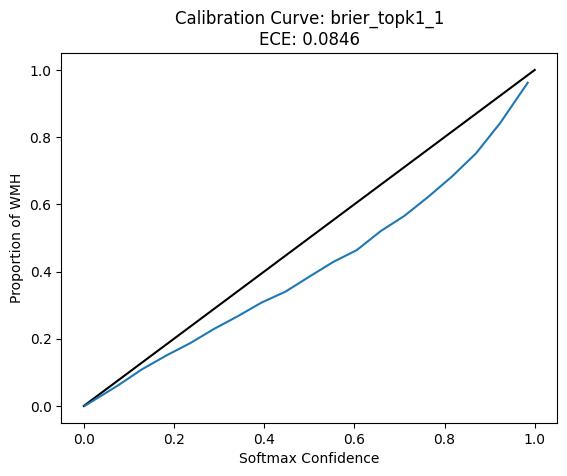 Calibration Curve: brier_topk1_1
ECE: 0.0846
1.0
0.8
0.6
0.4
0.2
0.0
Proportion of WMH
0.0 0.2 0.4 0.6 0.8 1.0
Softmax Confidence